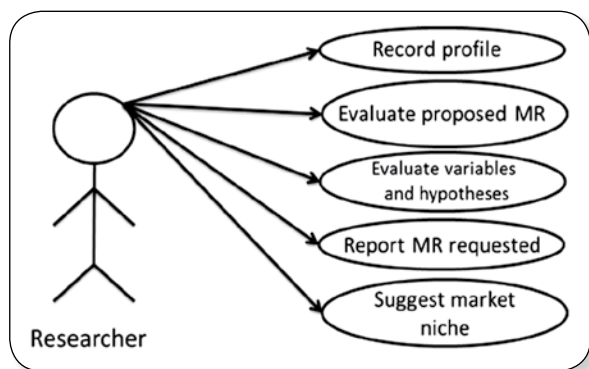 Record profile
Evaluate proposed MR
Evaluate variables
and hypotheses
Report MR requested
Suggest market
niche
Researcher